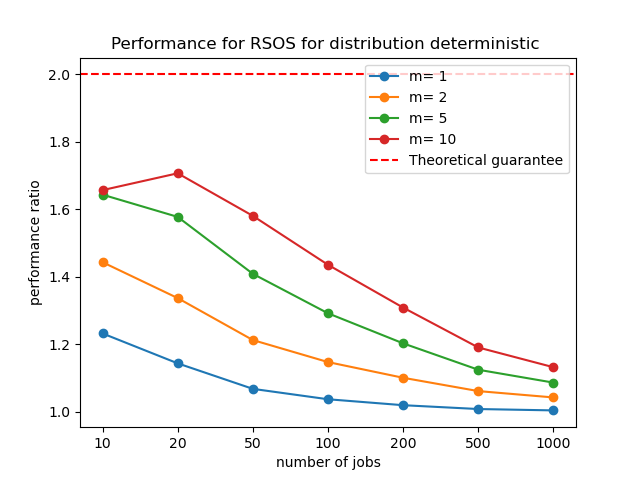 Performance for RSOS for distribution deterministic
performance ratio
2.0
1.8
1.6
1.4
1.2
1.0
m= 1
m= 2
m= 5
m= 10
Theoretical guarantee
10 20 50 100 200 500 1000
number of jobs